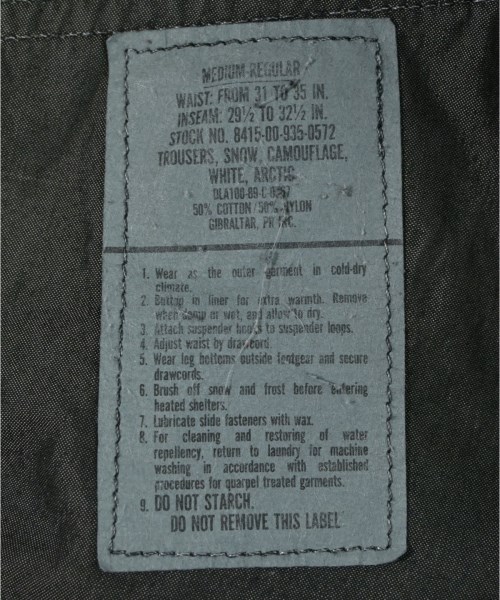 MEDIUM-REGULAR
WAIST: FROM 31 TO 35 IN.
INSEAM: 29½ TO 32½ IN.
STOCK NO. 8415-00-935-0572
TROUSERS, SNOW, CAMOUFLAGE,
WHITE, ARCTIC
DLA100-89-C
50% COTTON/50% NYLON
GIBRALTAR, PR INC.
1. Wear as the outer garment in cold-dry
climate.
2. Button in liner for extra warmth. Remove
when damp or wet, and allow to dry.
3. Attach suspender hooks to suspender loops.
4. Adjust waist by drawcord.
5. Wear leg bottoms outside footgear and secure
drawcords.
6. Brush off snow and frost before entering
heated shelters.
7. Lubricate slide fasteners with wax.
8. For cleaning and restoring of water
repellency, return to laundry for machine
washing in accordance with established
procedures for quarpel treated garments.
9. DO NOT STARCH.
DO NOT REMOVE THIS LABEL